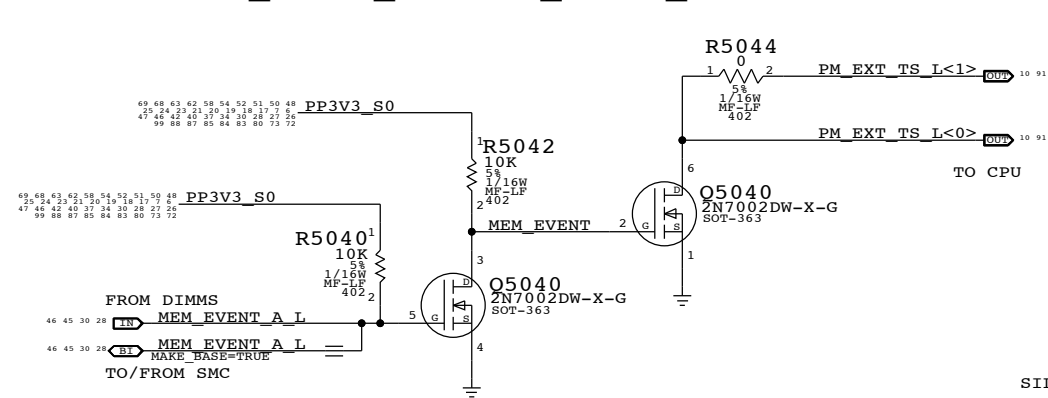 R5044
0
1 2
5%
1/16W
MF-LF
402
PM_EXT_TS_L<1>
OUT
10 91
69 68 63 62 58 54 52 51 50 48
25 24 23 21 20 19 18 17 7 6
47 46 42 40 37 34 30 28 27 26
99 88 87 85 84 83 80 73 72
PP3V3_S0
1
R5042
10K
5%
1/16W
MF-LF
402
2
PM_EXT_TS_L<0>
OUT
10 91
TO CPU
6
D
Q5040
2N7002DW-X-G
SOT-363
G
S
2
1
MEM_EVENT
69 68 63 62 58 54 52 51 50 48
25 24 23 21 20 19 18 17 7 6
47 46 42 40 37 34 30 28 27 26
99 88 87 85 84 83 80 73 72
PP3V3_S0
R5040
1
10K
5%
1/16W
MF-LF
402
2
3
D
Q5040
2N7002DW-X-G
SOT-363
G
S
5
4
FROM DIMMS
46 45 30 28
IN
MEM_EVENT_A_L
46 45 30 28
BI
MEM_EVENT_A_L
MAKE_BASE=TRUE
TO/FROM SMC